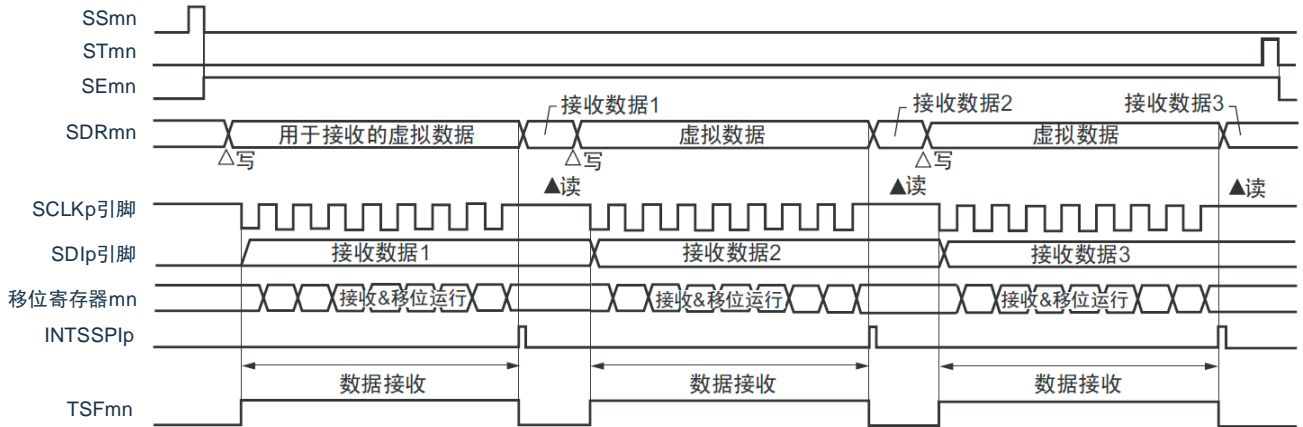 SSmn
STmn
SEmn
接收数据1 接收数据2 接收数据3
SDRmn 用于接收的虚拟数据 虚拟数据 虚拟数据
△写 △写 △写
▲读 ▲读 ▲读
SCLKp引脚
SDIp引脚 接收数据1 接收数据2 接收数据3
移位寄存器mn 接收&移位运行 接收&移位运行 接收&移位运行
INTSSPIp
数据接收 数据接收 数据接收
TSFmn